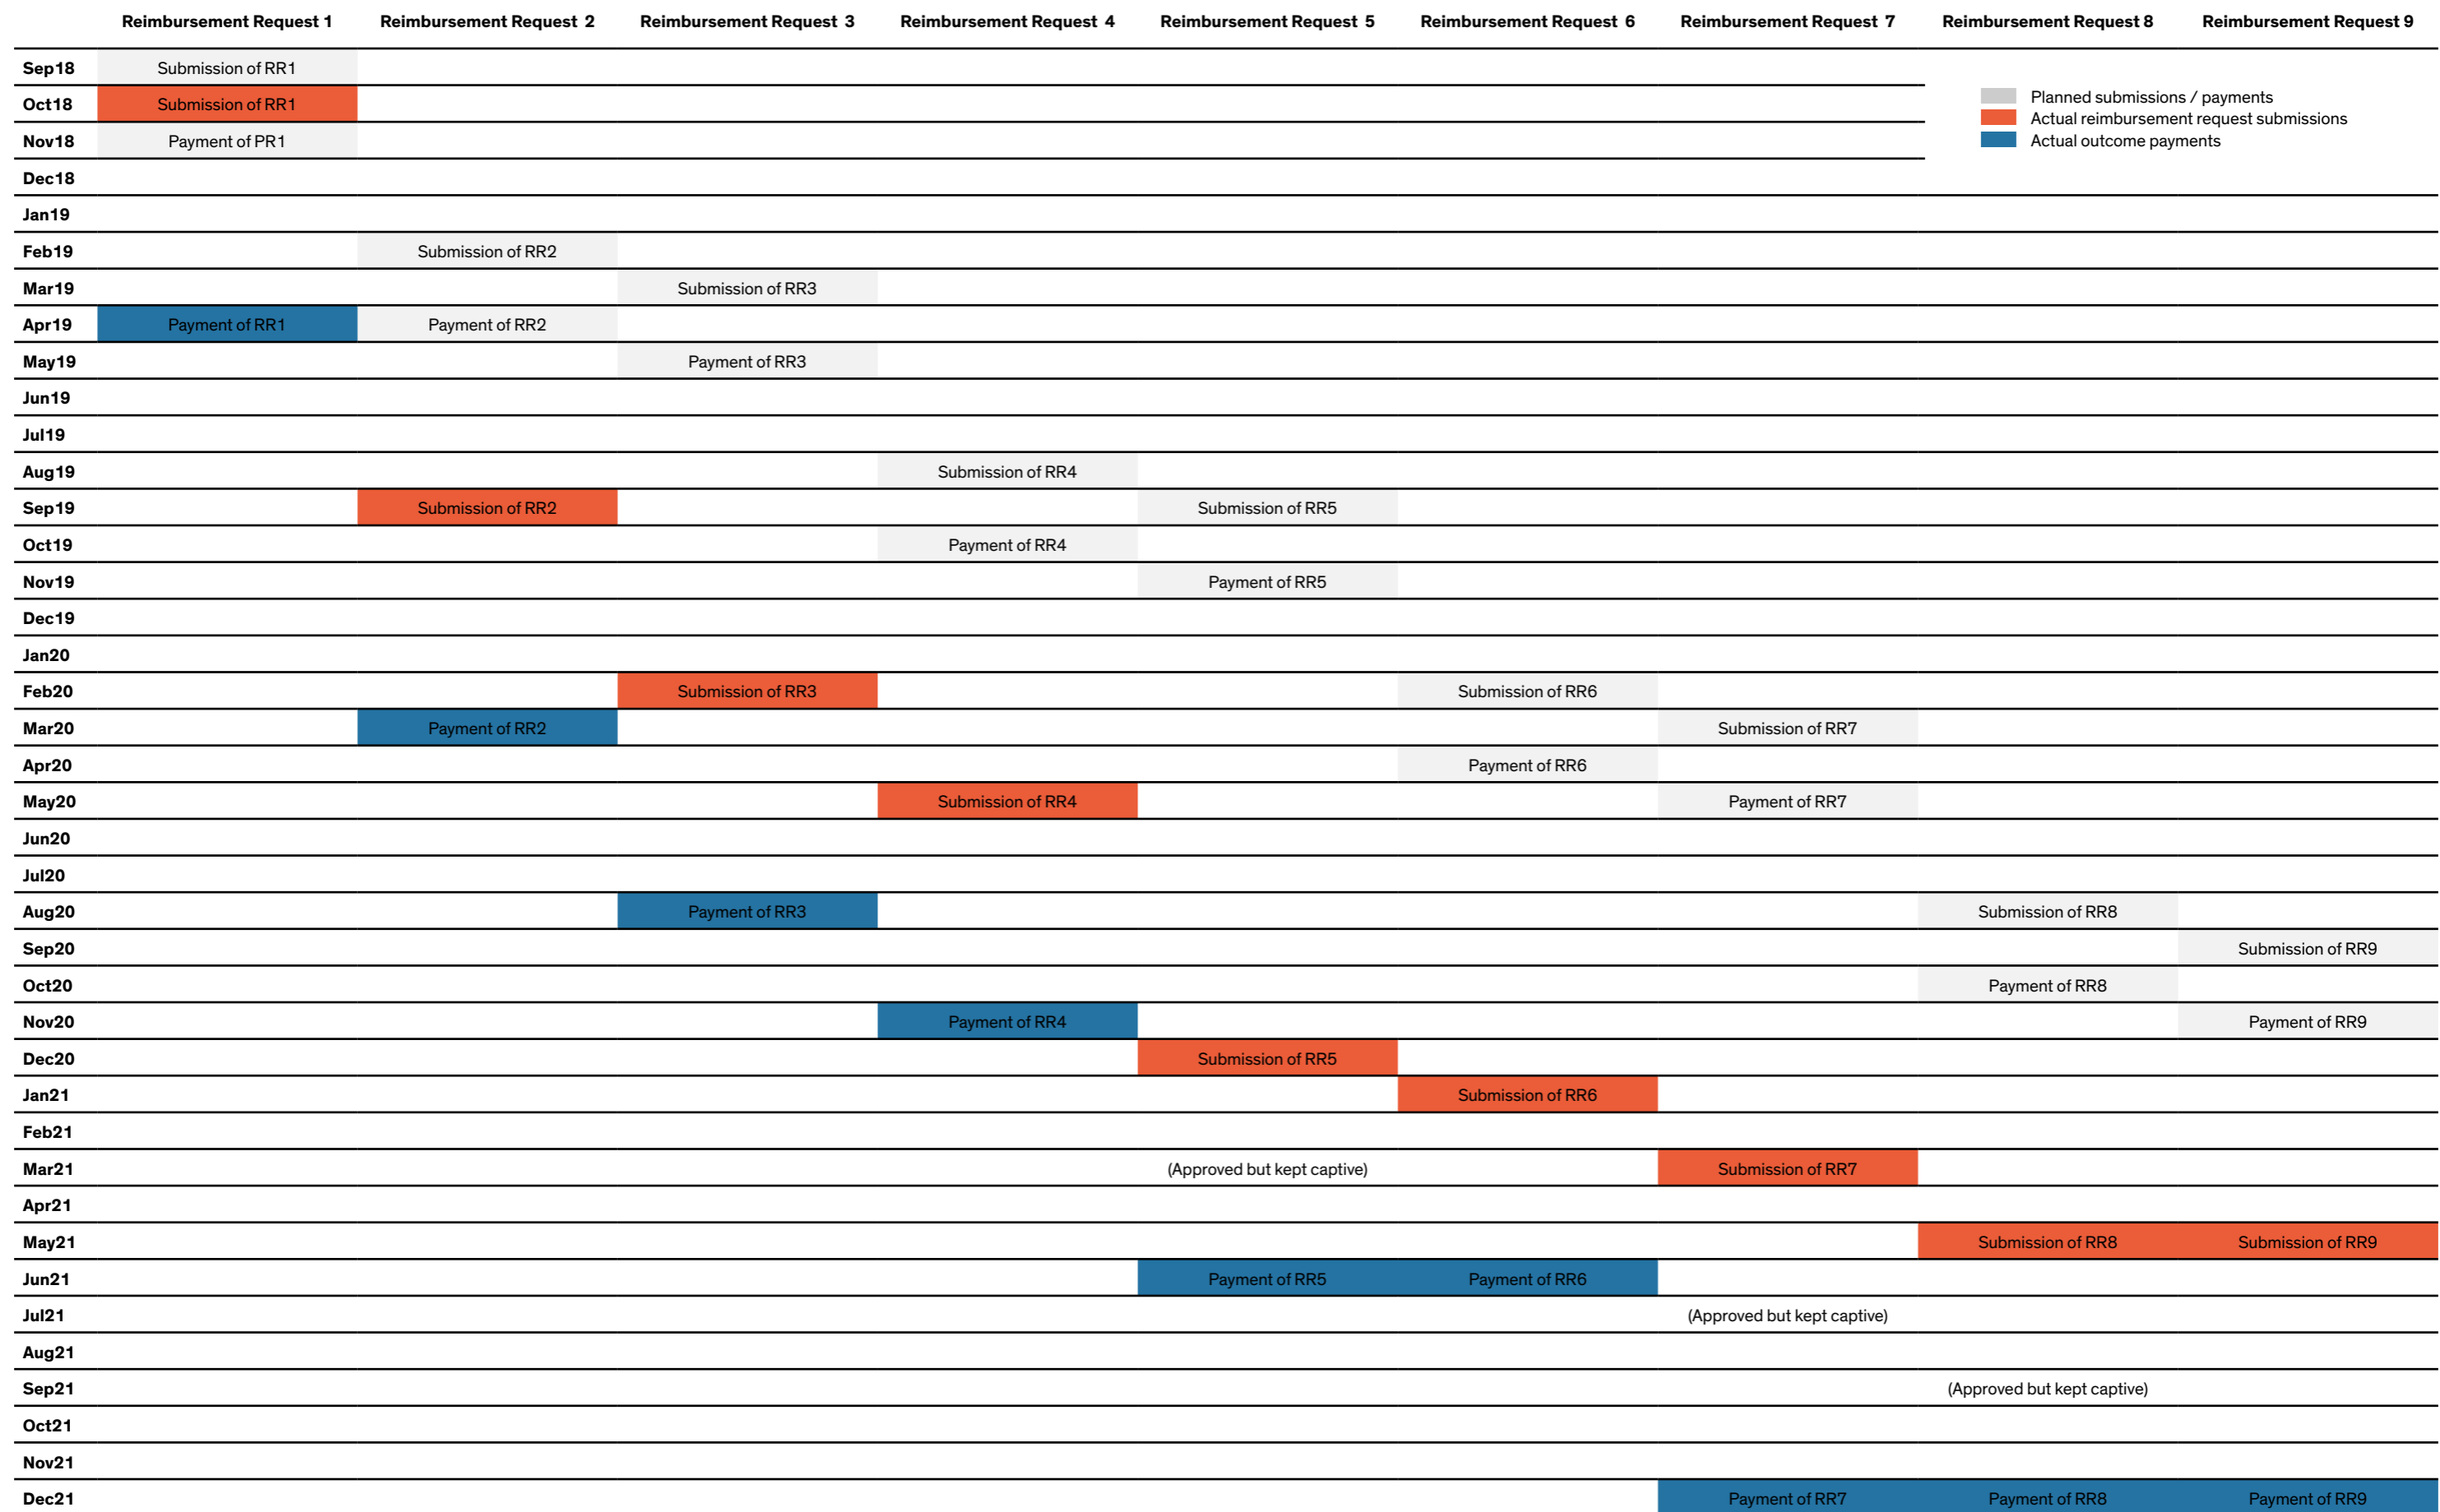 Reimbursement Request 1 Reimbursement Request 2 Reimbursement Request 3 Reimbursement Request 4 Reimbursement Request 5 Reimbursement Request 6 Reimbursement Request 7 Reimbursement Request 8 Reimbursement Request 9
Sep18 Submission of RR1
Oct18 Submission of RR1
Nov18 Payment of PR1
Planned submissions / payments
Actual reimbursement request submissions
Actual outcome payments
Dec18
Jan19
Feb19 Submission of RR2
Mar19 Submission of RR3
Apr19 Payment of RR1 Payment of RR2
May19 Payment of RR3
Jun19
Jul19
Aug19 Submission of RR4
Sep19 Submission of RR2 Submission of RR5
Oct19 Payment of RR4
Nov19 Payment of RR5
Dec19
Jan20
Feb20 Submission of RR3 Submission of RR6
Mar20 Payment of RR2 Submission of RR7
Apr20 Payment of RR6
May20 Submission of RR4 Payment of RR7
Jun20
Jul20
Aug20 Payment of RR3 Submission of RR8
Sep20 Submission of RR9
Oct20 Payment of RR8
Nov20 Payment of RR4 Payment of RR9
Dec20 Submission of RR5
Jan21 Submission of RR6
Feb21
Mar21 (Approved but kept captive) Submission of RR7
Apr21
May21 Submission of RR8 Submission of RR9
Jun21 Payment of RR5 Payment of RR6
Jul21 (Approved but kept captive)
Aug21
Sep21 (Approved but kept captive)
Oct21
Nov21
Dec21 Payment of RR7 Payment of RR8 Payment of RR9